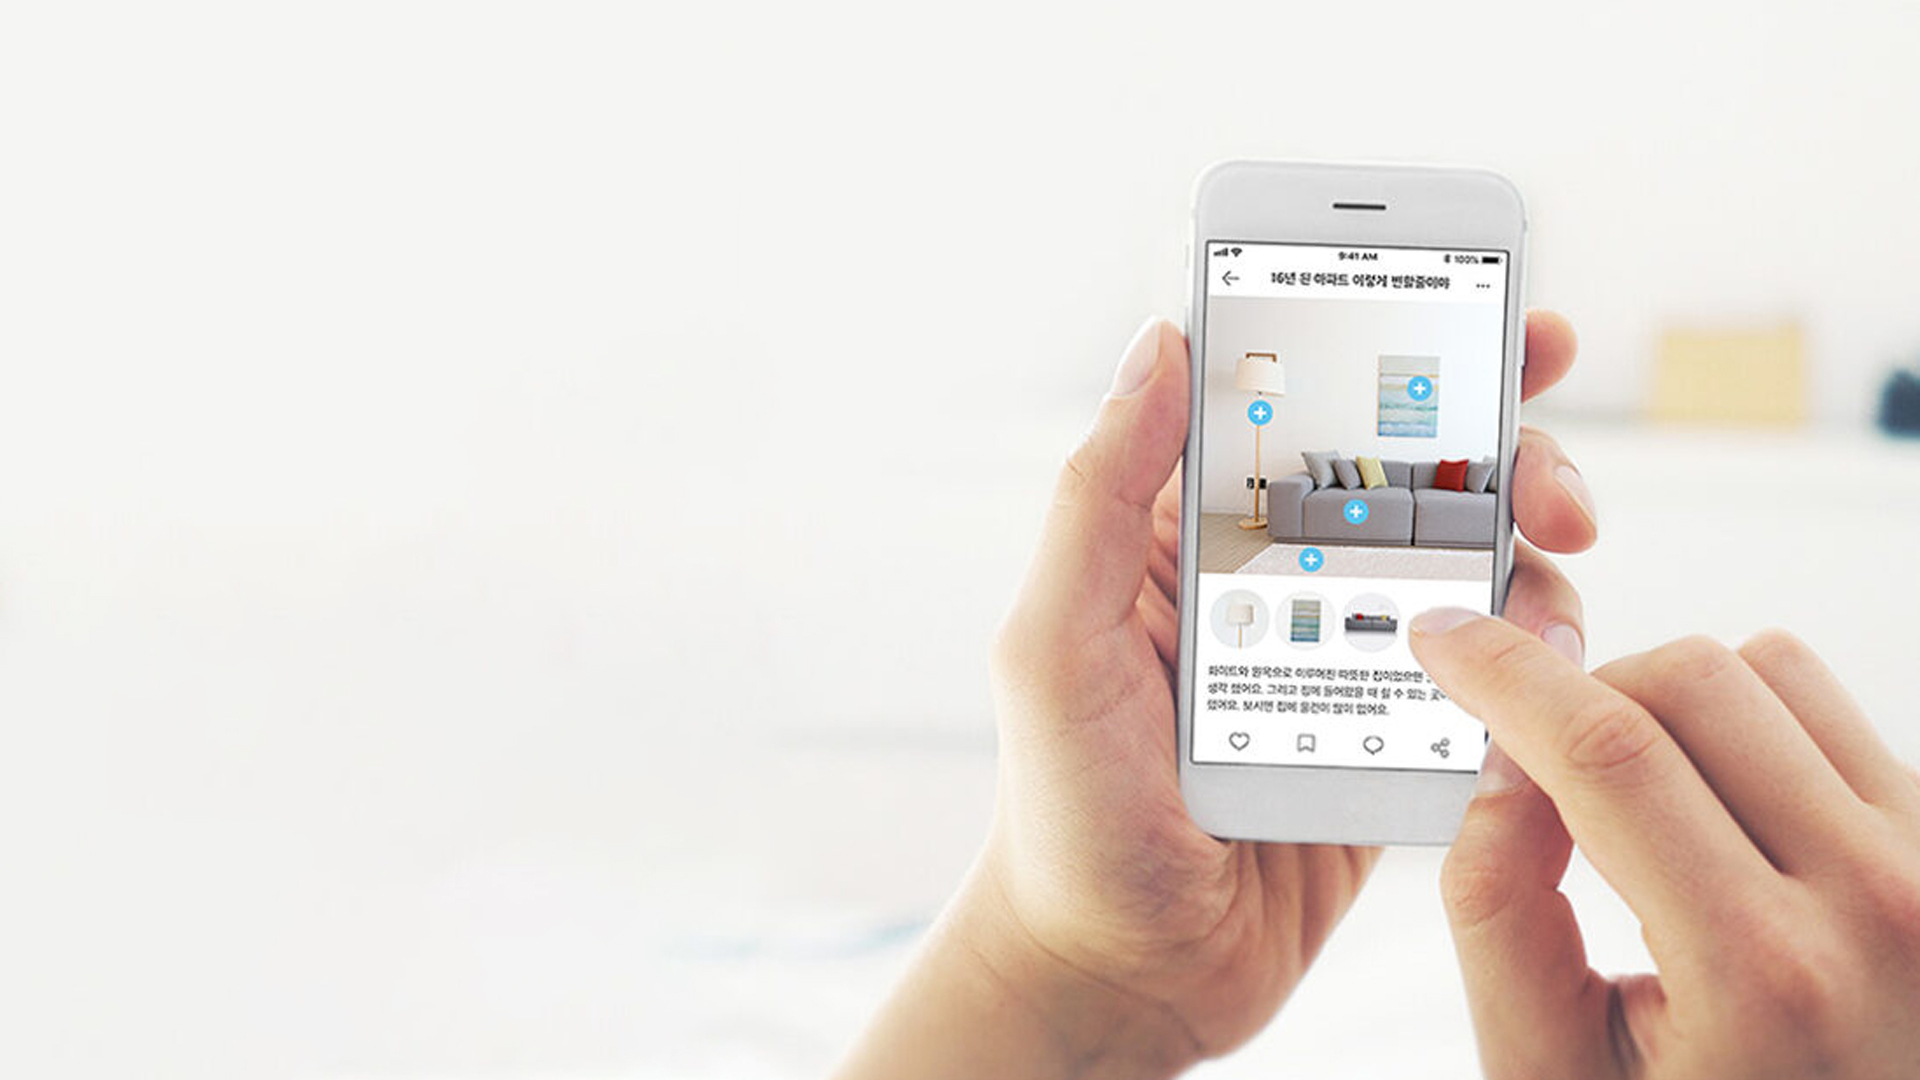 9:41 AM
100%
16년 된 아파트 이렇게 변할줄이야
화이트와 원목으로 이루어진 따뜻한 집이었으면
생각 했어요. 그리고 집에 들어왔을 때 쉴 수 있는
었어요. 보시면 집에 물건이 많이 없어요.